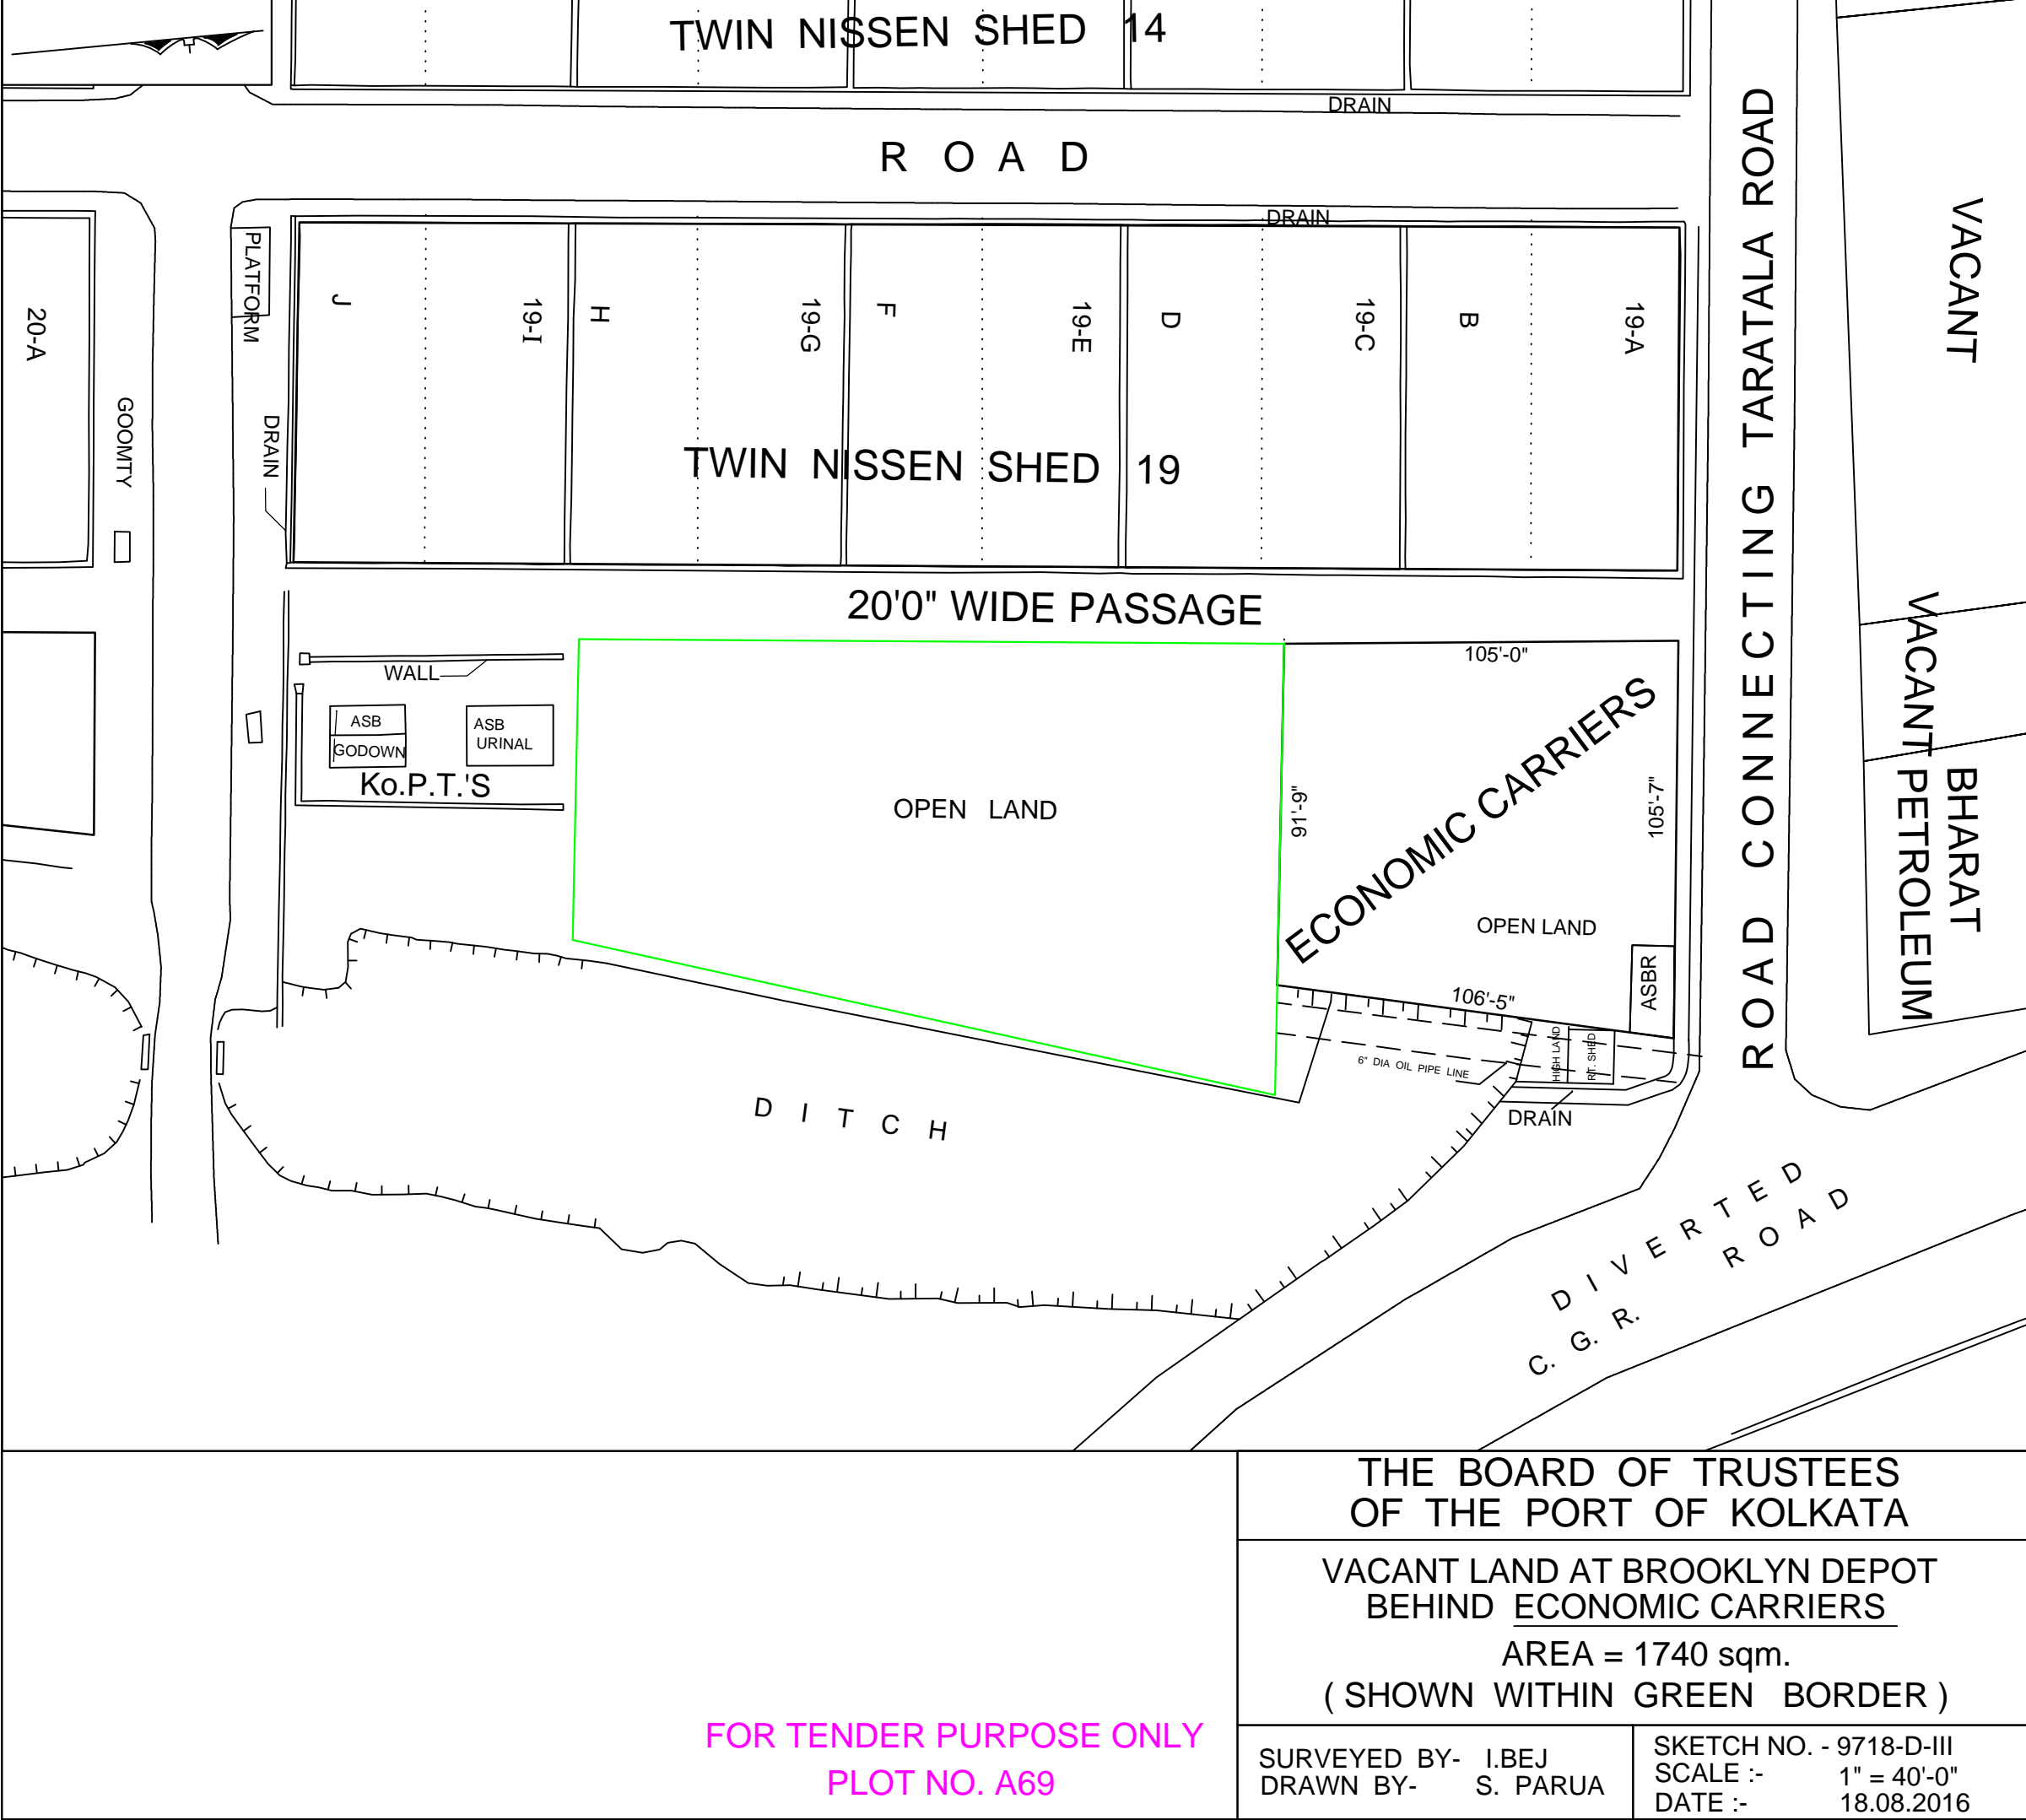 TWIN NISSEN SHED 14
DRAIN
ROAD
DRAIN
PLATFORM
20-A
GOOMTY
DRAIN
J
19-I
H
19-G
F
19-E
D
19-C
B
19-A
TWIN NISSEN SHED 19
ROAD CONNECTING TARATALA ROAD
VACANT
VACANT
BHARAT
PETROLEUM
20'0" WIDE PASSAGE
WALL
ASB
GODOWN
ASB
URINAL
Ko.P.T.'S
OPEN LAND
105'-0"
91'-9"
105'-7"
ECONOMIC CARRIERS
OPEN LAND
ASBR
106'-5"
6" DIA OIL PIPE LINE
HIGH LAND
RT. SHED
DRAIN
DITCH
DIVERTED
C. G. R. ROAD
THE BOARD OF TRUSTEES
OF THE PORT OF KOLKATA
VACANT LAND AT BROOKLYN DEPOT
BEHIND ECONOMIC CARRIERS
AREA = 1740 sqm.
( SHOWN WITHIN GREEN BORDER )
FOR TENDER PURPOSE ONLY
PLOT NO. A69
SURVEYED BY- I.BEJ
DRAWN BY- S. PARUA
SKETCH NO. - 9718-D-III
SCALE :- 1" = 40'-0"
DATE :- 18.08.2016